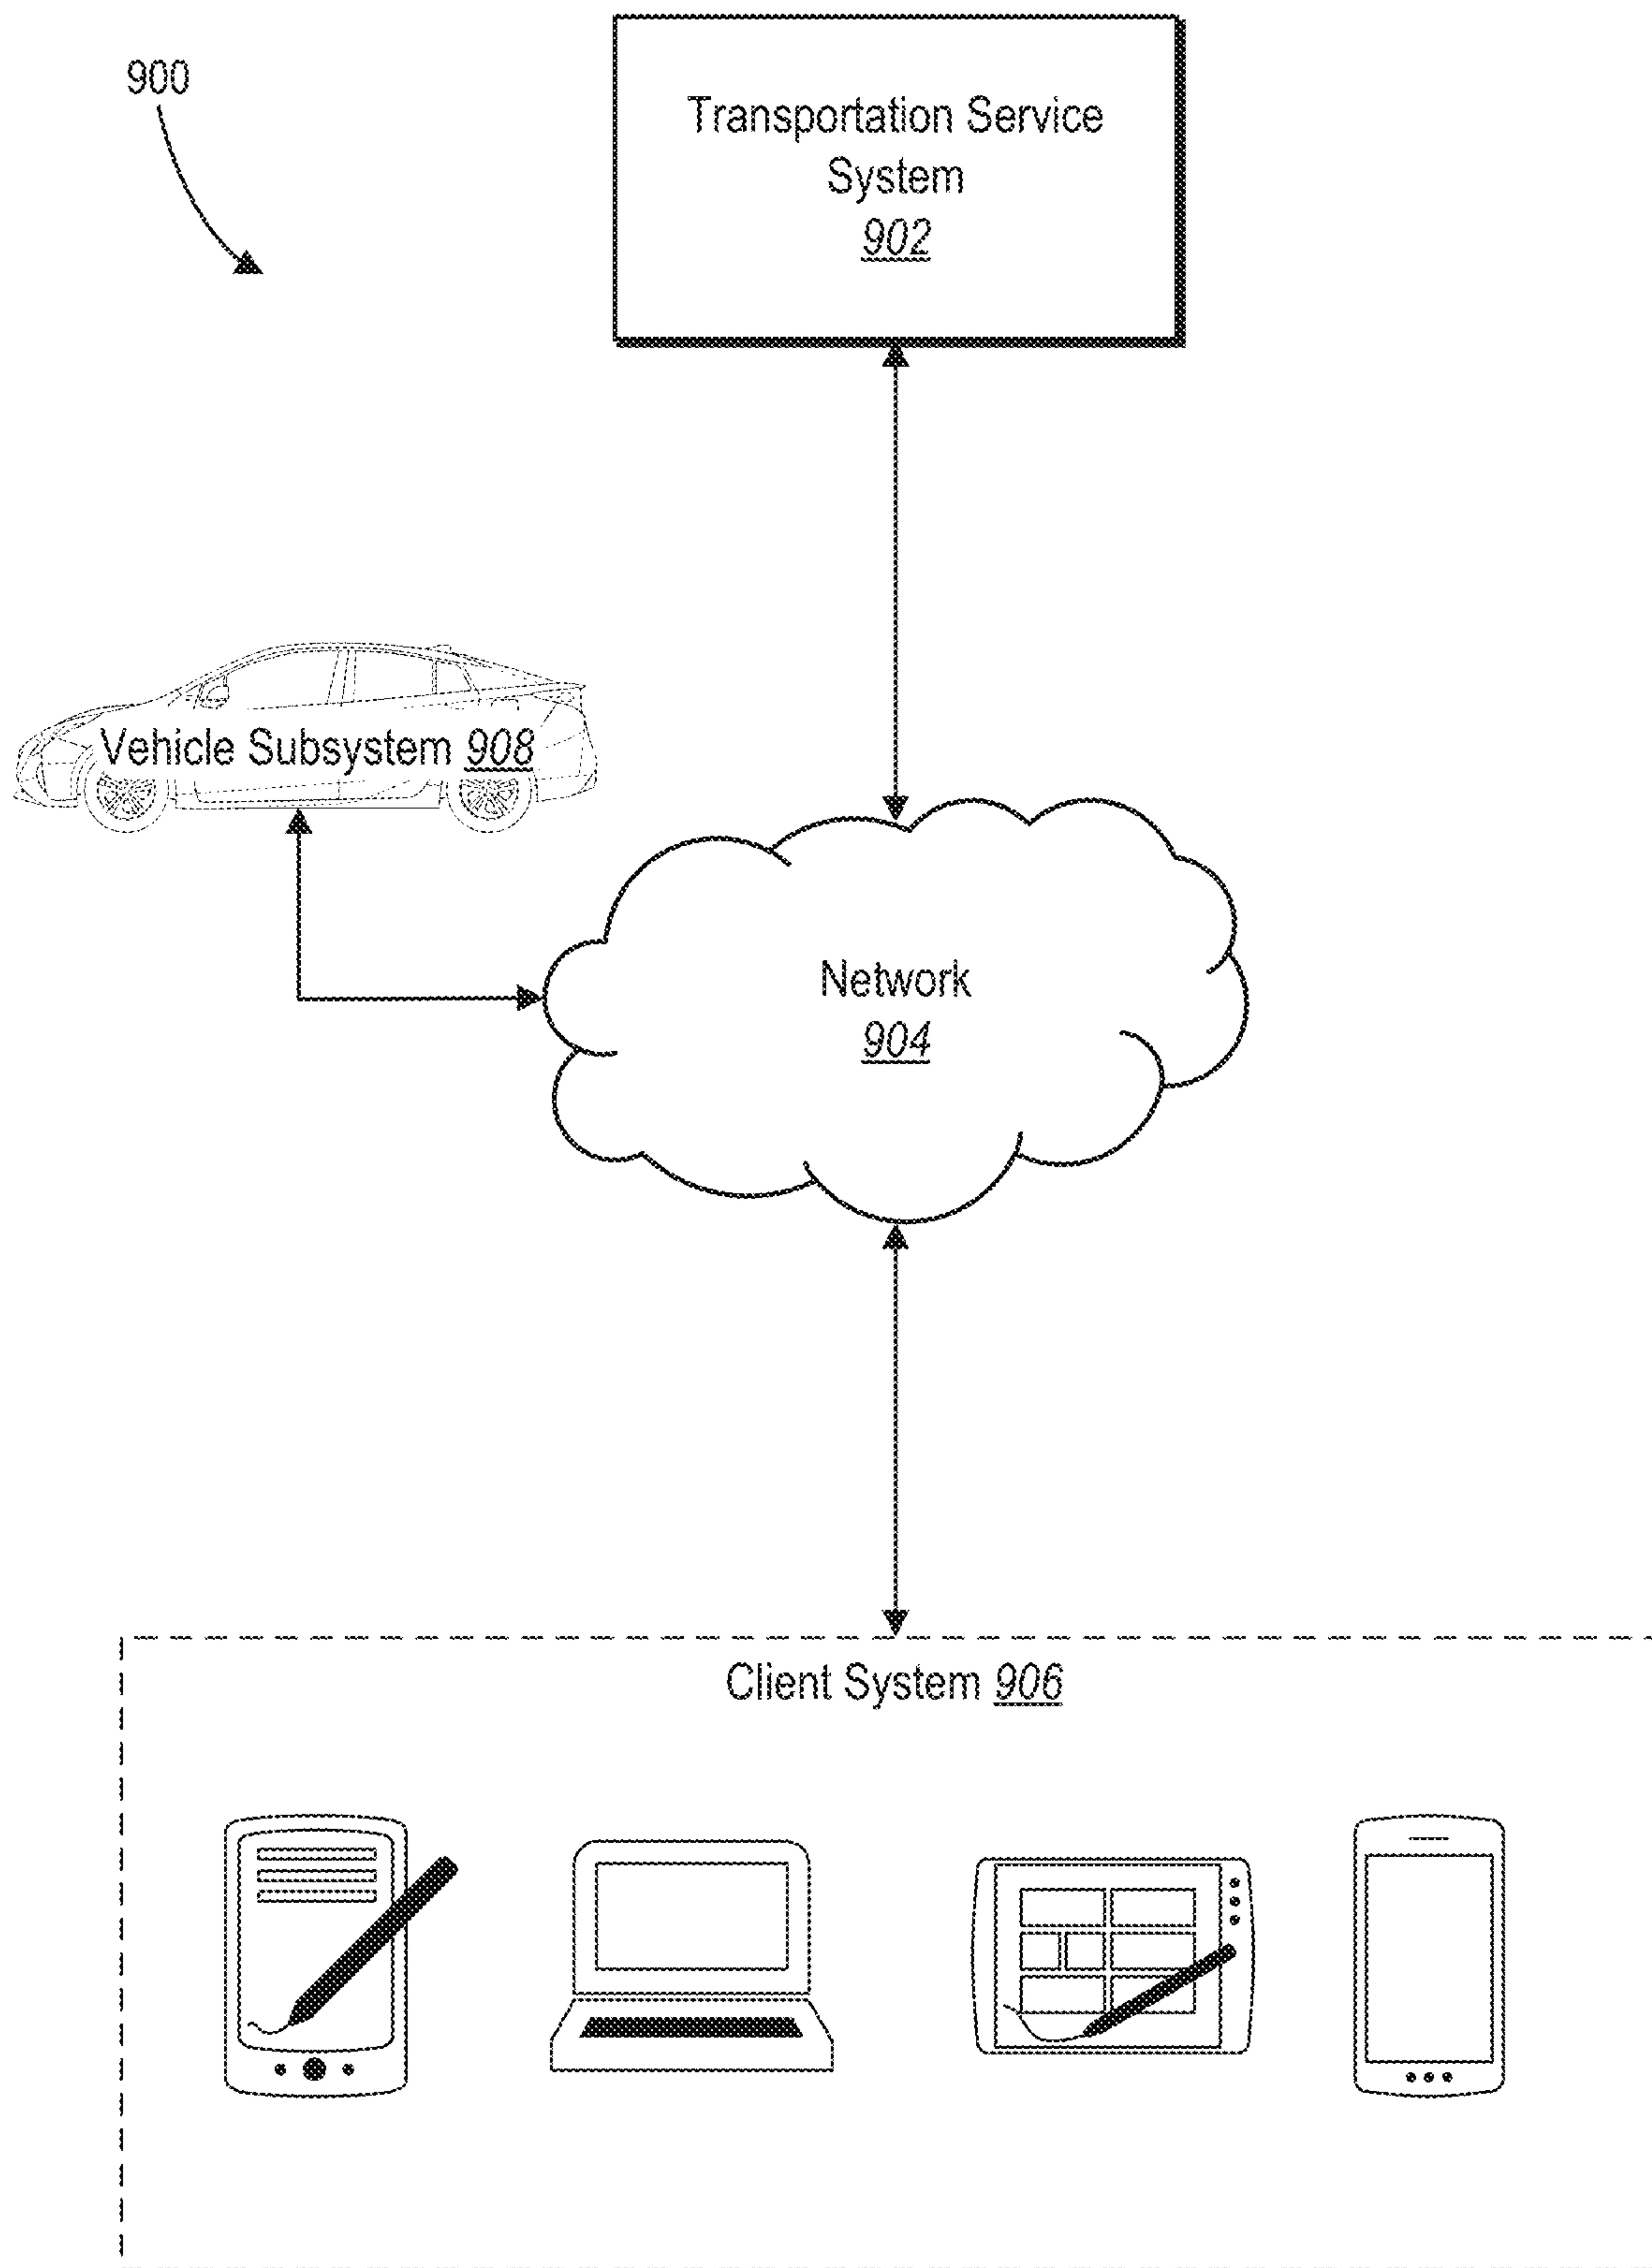 900
Transportation Service
System
902
Vehicle Subsystem 908
Network
904
Client System 906